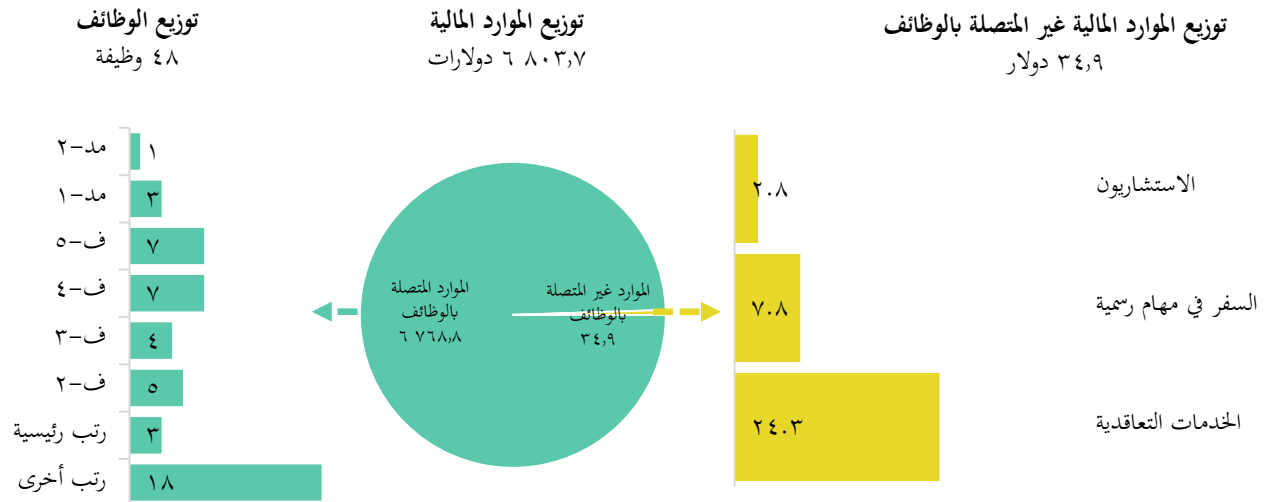 توزيع الموارد المالية غير المتصلة بالوظائف
٣٤,٩ دولار
الاستشاريون
٢.٨
السفر في مهام رسمية
٧.٨
الخدمات التعاقدية
٢٤.٣
توزيع الموارد المالية
٦ ٨٠٣,٧ دولارات
الموارد غير المتصلة
بالوظائف
٣٤,٩
الموارد المتصلة
بالوظائف
٦ ٧٦٨,٨
توزيع الوظائف
٤٨ وظيفة
مد-٢ ١
مد-١ ٣
ف-٥ ٧
ف-٤ ٧
ف-٣ ٤
ف-٢ ٥
رتب رئيسية ٣
رتب أخرى ١٨